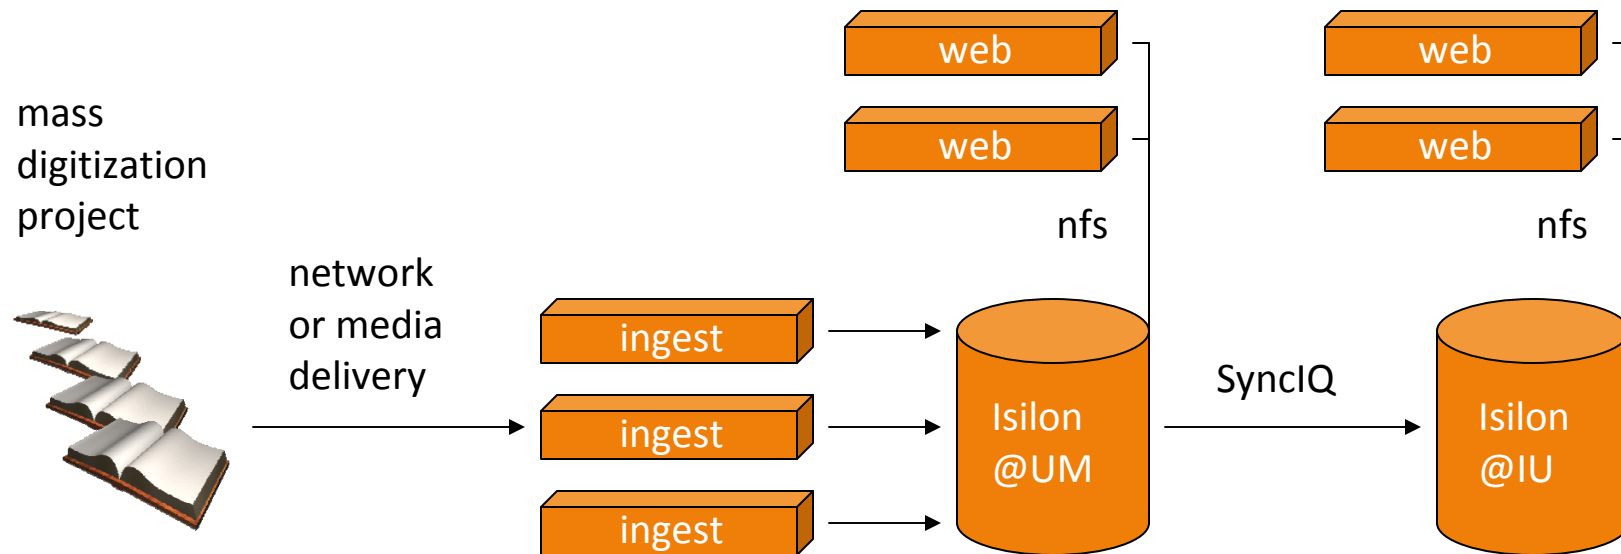 web
web
web
web
mass
digitization
project
nfs
nfs
network
or media
delivery
ingest
ingest
ingest
Isilon
@UM
SyncIQ
Isilon
@IU